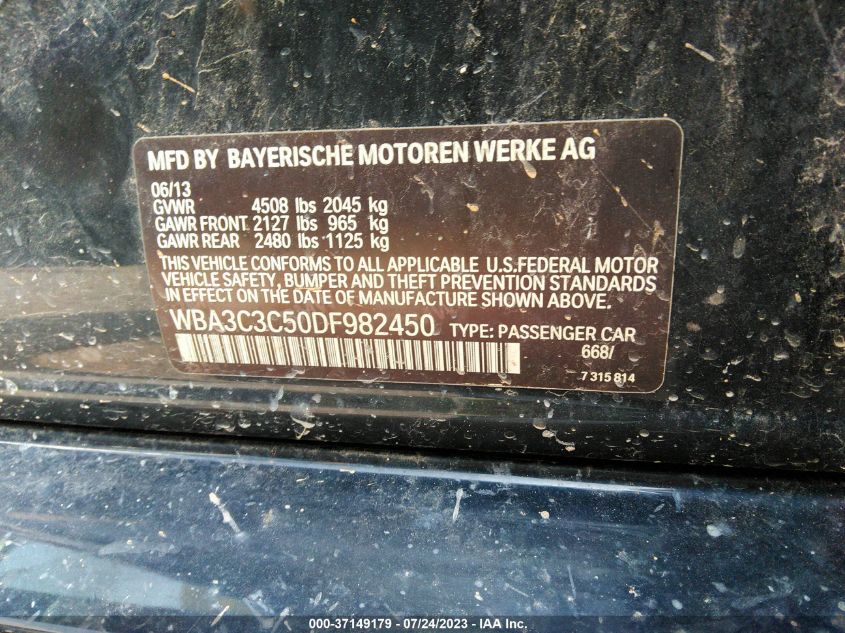 MFD BY BAYERISCHE MOTOREN WERKE AG
06/13
GVWR 4508 lbs 2045 kg
GAWR FRONT 2127 lbs 965 kg
GAWR REAR 2480 lbs 1125 kg
THIS VEHICLE CONFORMS TO ALL APPLICABLE U.S.FEDERAL MOTOR
VEHICLE SAFETY, BUMPER AND THEFT PREVENTION STANDARDS
IN EFFECT ON THE DATE OF MANUFACTURE SHOWN ABOVE.
WBA3C3C50DF982450 TYPE: PASSENGER CAR
668/
7 315 814
000-37149179 - 07/24/2023 - IAA Inc.